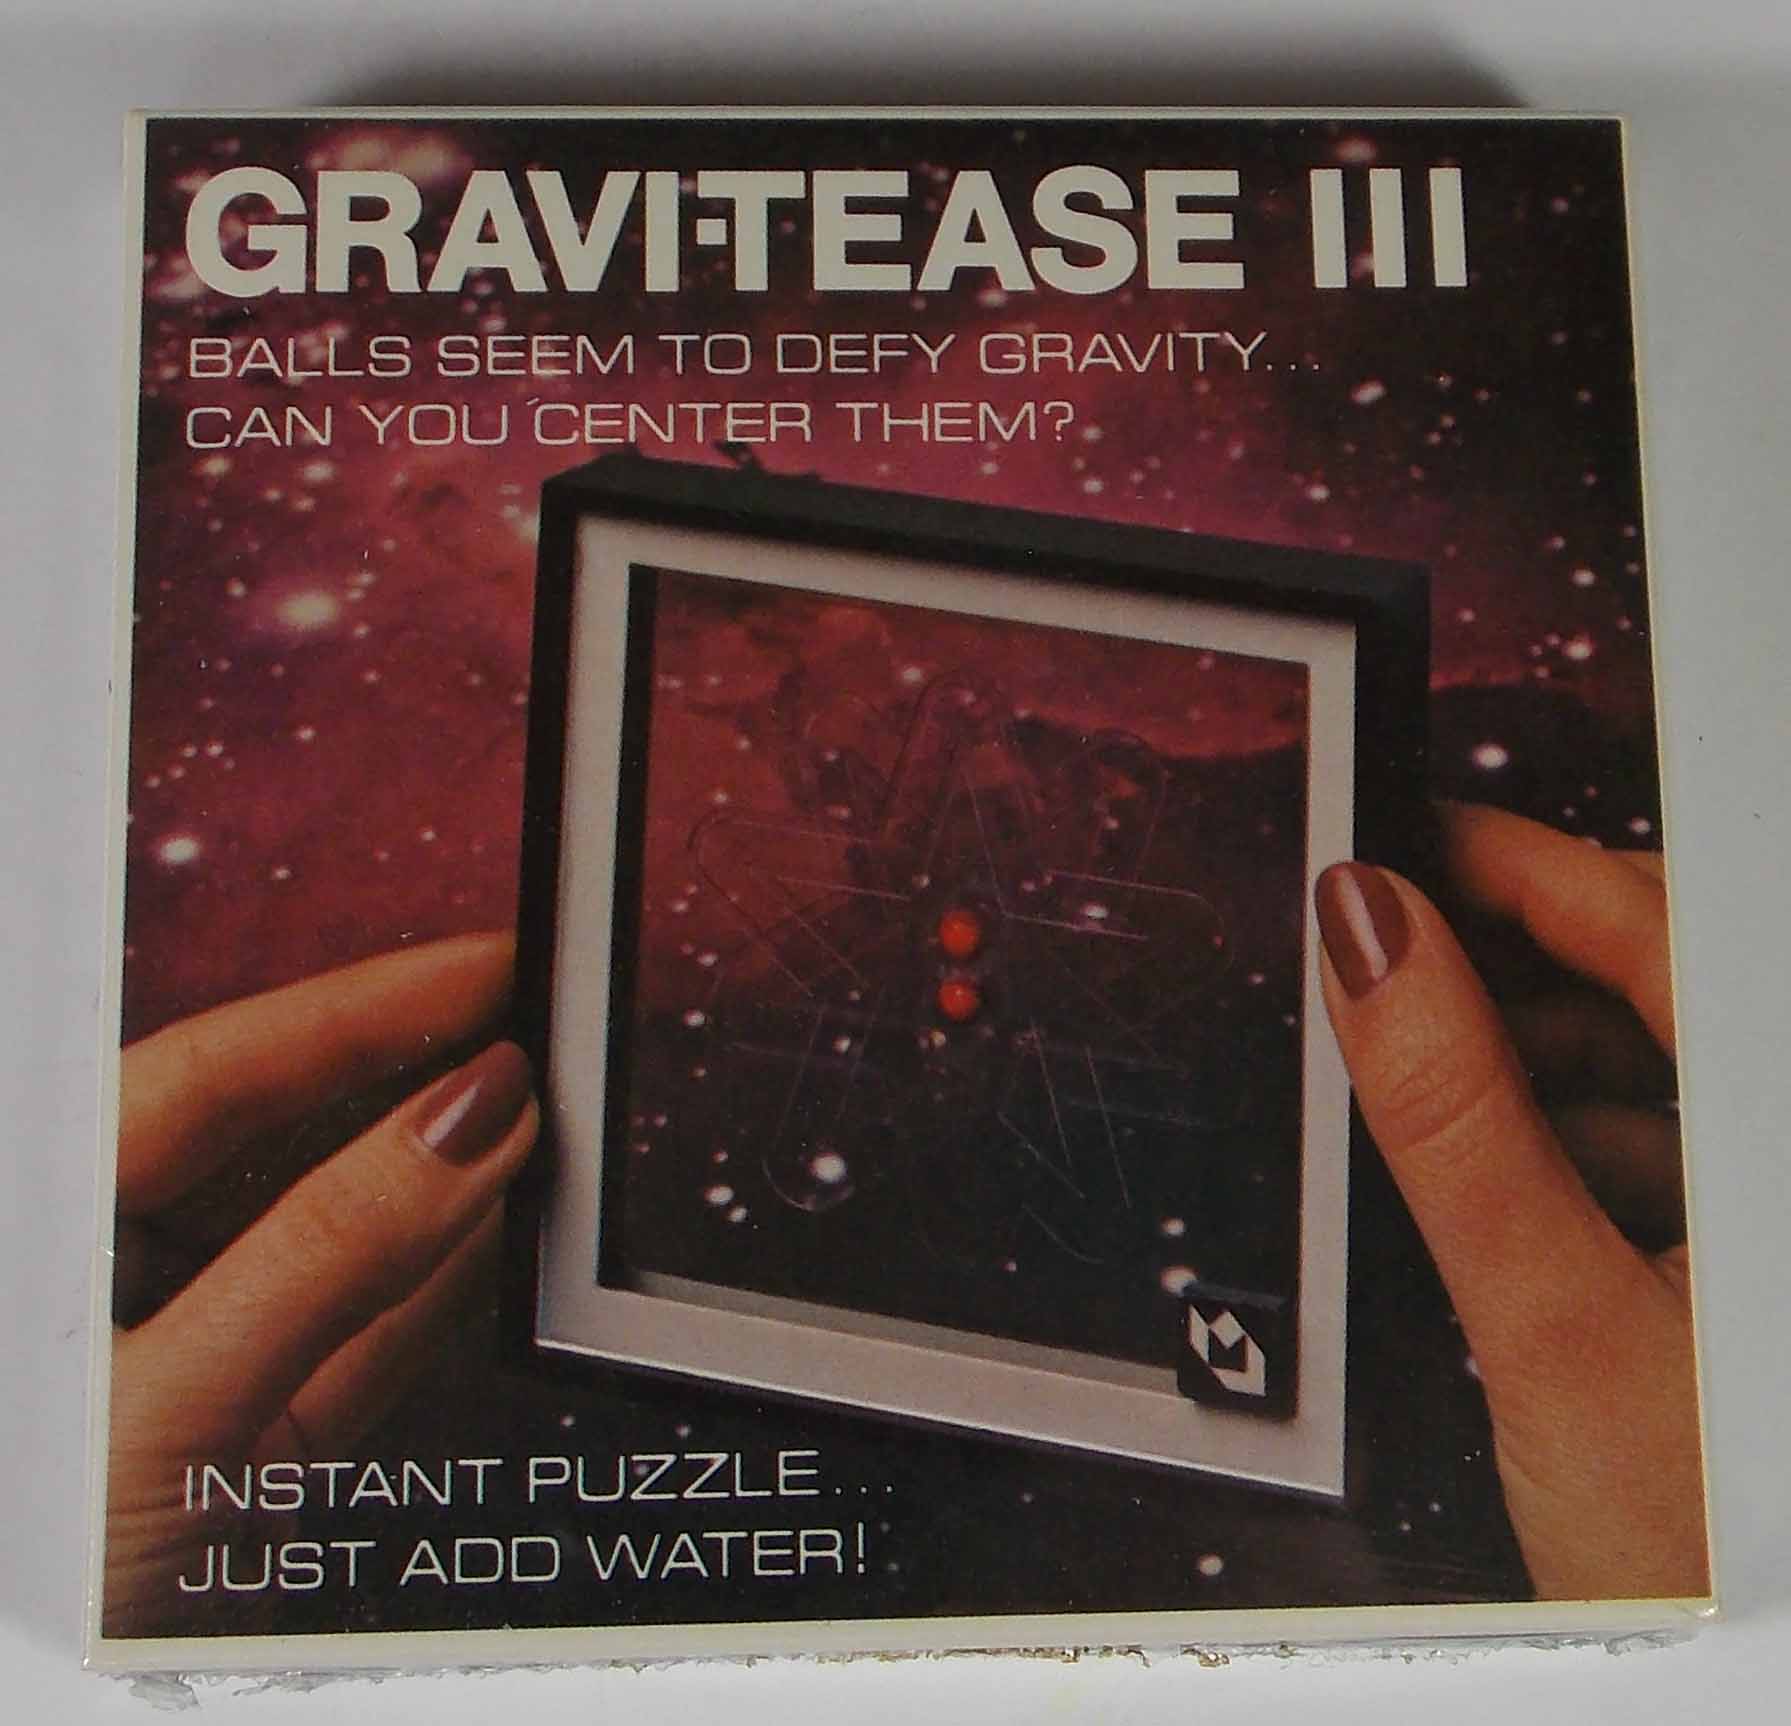 GRAVI·TEASE III
BALLS SEEM TO DEFY GRAVITY...
CAN YOU CENTER THEM?
INSTANT PUZZLE...
JUST ADD WATER!